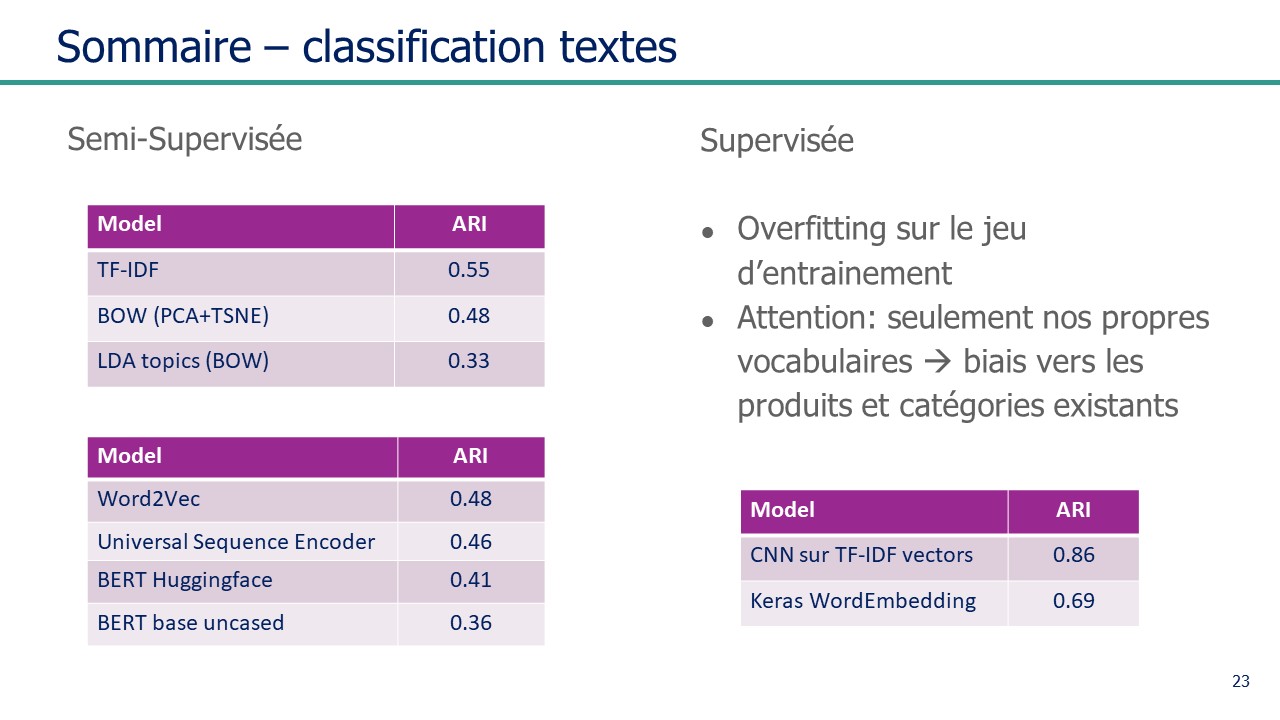 Sommaire – classification textes
Semi-Supervisée
Model ARI
TF-IDF 0.55
BOW (PCA+TSNE) 0.48
LDA topics (BOW) 0.33
Model ARI
Word2Vec 0.48
Universal Sequence Encoder 0.46
BERT Huggingface 0.41
BERT base uncased 0.36
Supervisée
● Overfitting sur le jeu
d’entrainement
● Attention: seulement nos propres
vocabulaires → biais vers les
produits et catégories existants
Model ARI
CNN sur TF-IDF vectors 0.86
Keras WordEmbedding 0.69
23